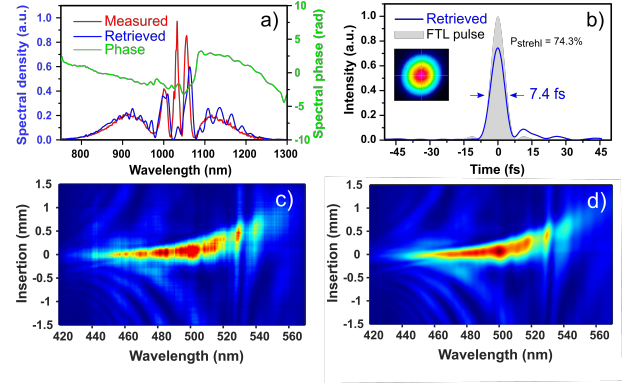 a)
Measured
Retrieved
Phase
Spectral density (a.u.)
1.0
0.8
0.6
0.4
0.2
0.0
800 900 1000 1100 1200 1300
Wavelength (nm)
10
5
0
-5
-10
Spectral phase (rad)
b)
Retrieved
FTL pulse
Pstrehl = 74.3%
7.4 fs
Intensity (a.u.)
1.0
0.8
0.6
0.4
0.2
0.0
-45 -30 -15 0 15 30 45
Time (fs)
c)
Insertion (mm)
1.5
1.0
0.5
0
-0.5
-1
-1.5
420 440 460 480 500 520 540 560
Wavelength (nm)
d)
Insertion (mm)
1.5
1.0
0.5
0
-0.5
-1
-1.5
420 440 460 480 500 520 540 560
Wavelength (nm)